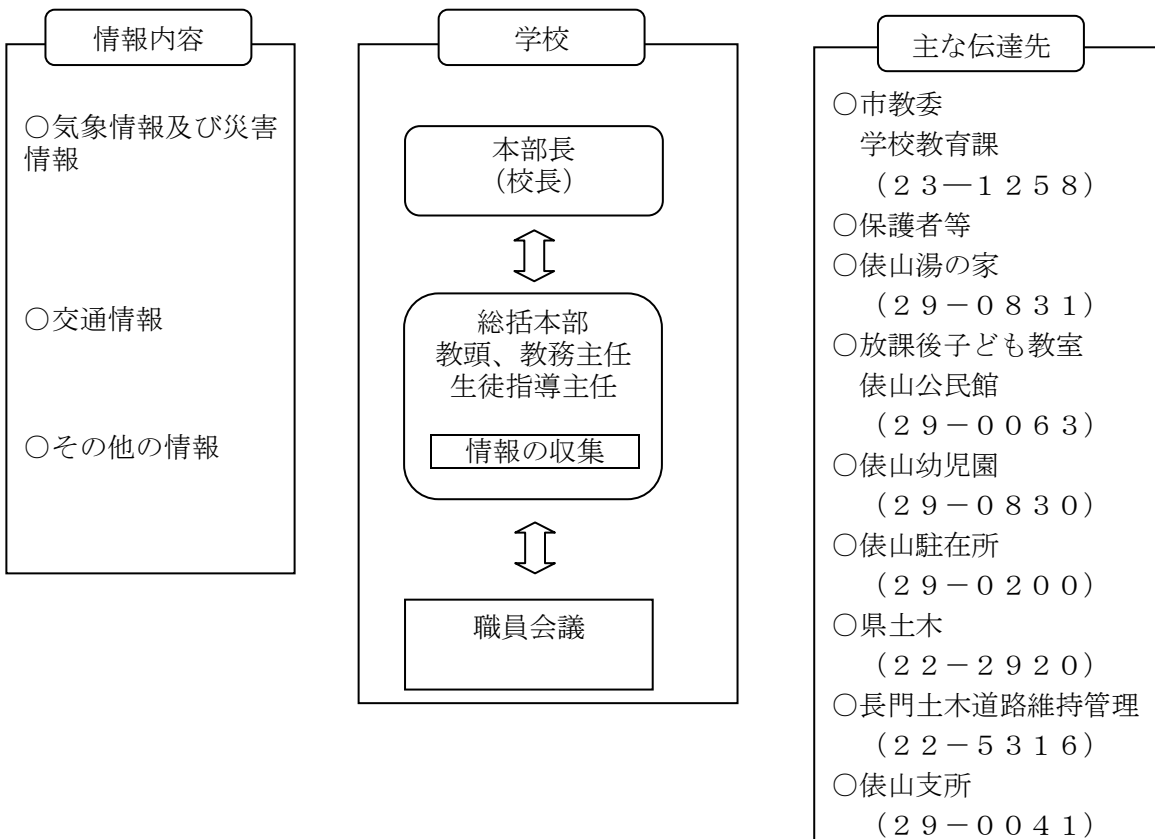 情報内容
○気象情報及び災害
情報
○交通情報
○その他の情報
学校
本部長
（校長）
総括本部
教頭、教務主任
生徒指導主任
情報の収集
職員会議
主な伝達先
○市教委
学校教育課
（２３―１２５８）
○保護者等
○俵山湯の家
（２９－０８３１）
○放課後子ども教室
俵山公民館
（２９－００６３）
○俵山幼児園
（２９－０８３０）
○俵山駐在所
（２９－０２００）
○県土木
（２２－２９２０）
○長門土木道路維持管理
（２２－５３１６）
○俵山支所
（２９－００４１）